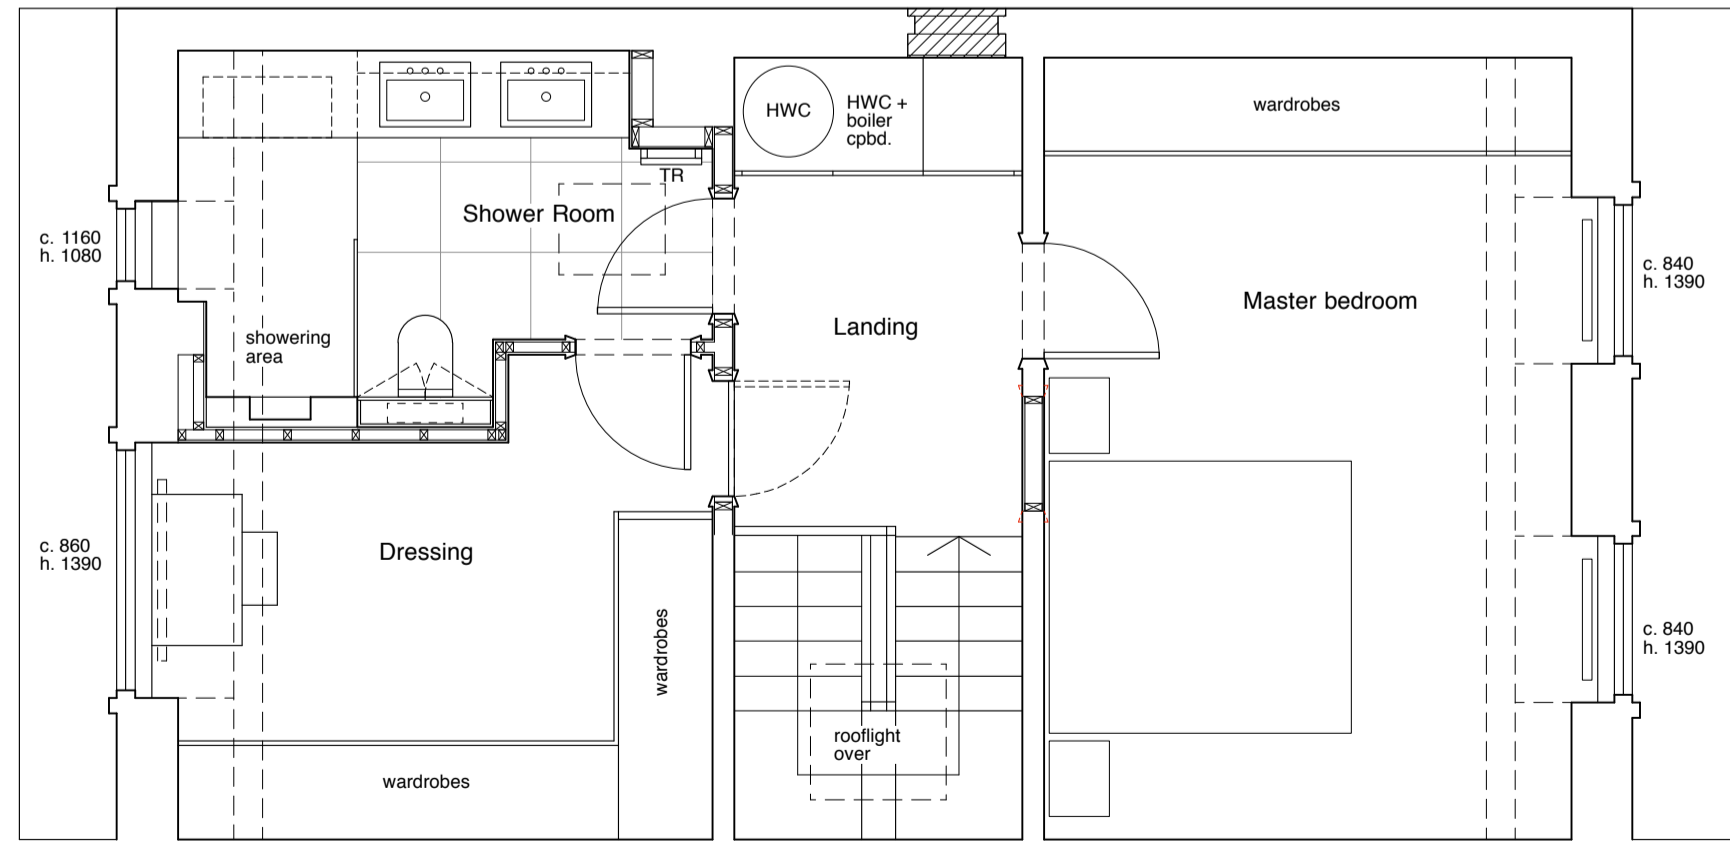 HWC
HWC +
boiler
cpbd.
wardrobes
TR
Shower Room
c. 1160
h. 1080
c. 840
h. 1390
Master bedroom
Landing
showering
area
c. 860
h. 1390
Dressing
wardrobes
c. 840
h. 1390
rooflight
over
wardrobes